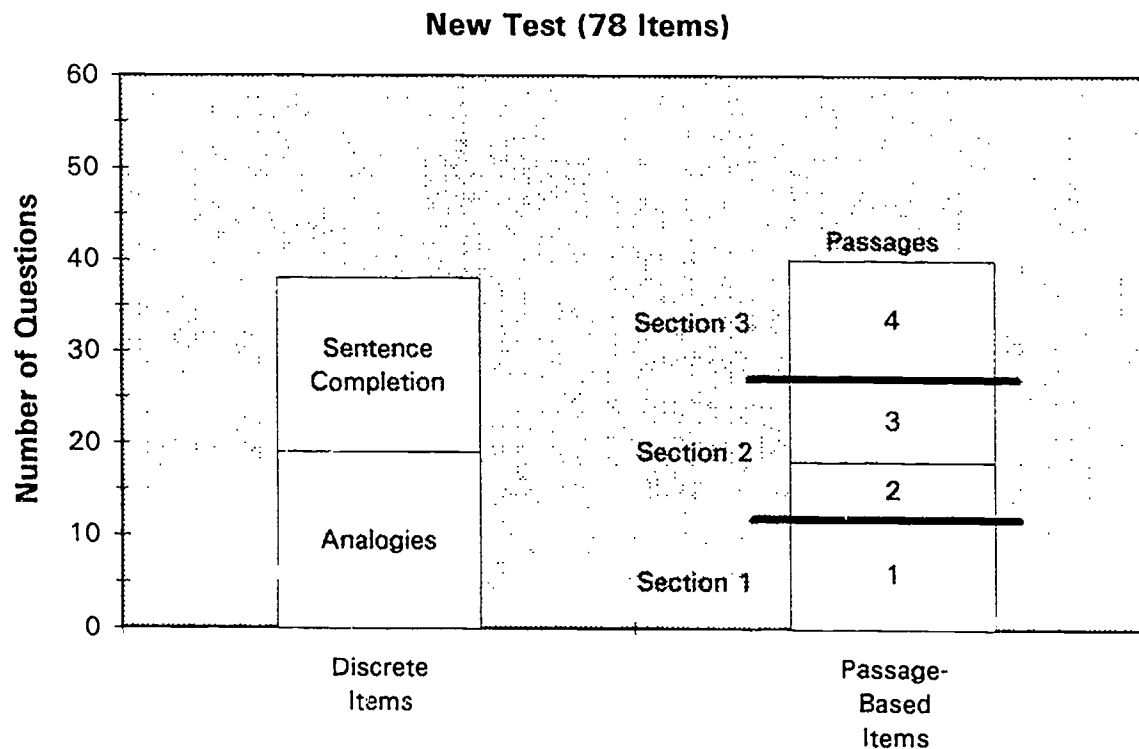 New Test (78 Items)
60
50
40
30
20
10
0
Number of Questions
Sentence
Completion
Analogies
Passages
Section 3
4
3
Section 2
2
Section 1
1
Discrete
Items
Passage-
Based
Items